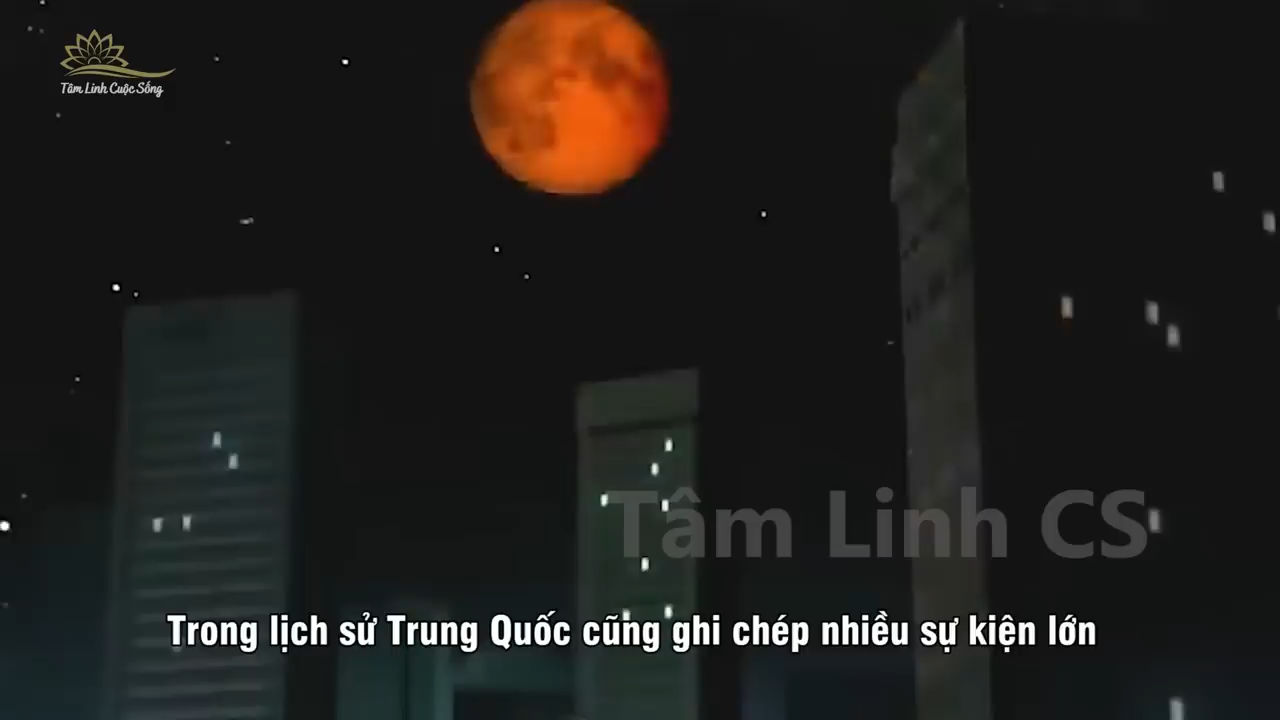 Tâm Linh Cuộc Sống
Tâm Linh CS
Trong lịch sử Trung Quốc cũng ghi chép nhiều sự kiện lớn